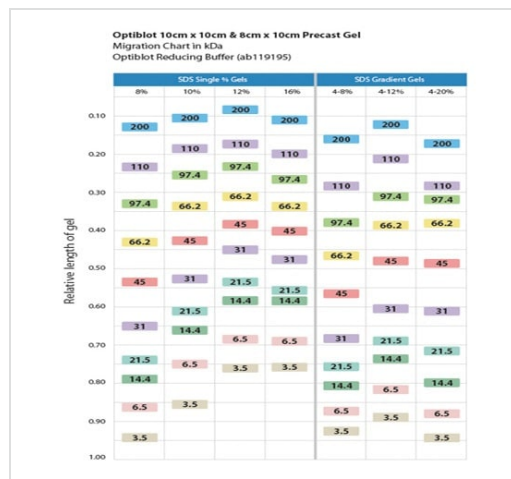 Optiblot 10cm x 10cm & 8cm x 10cm Precast Gel
Migration Chart in kDa
Optiblot Reducing Buffer (ab119195)
SDS Single % Gels SDS Gradient Gels
8% 10% 12% 16% 4-8% 4-12% 4-20%
Relative length of gel
200
0.10 200 200
200 200
200
110 200
0.20 110 110
110
110 97.4
97.4 97.4 110 110
0.30 66.2 97.4 97.4
97.4 66.2 66.2
45 97.4 66.2 66.2
0.40 45
66.2 45
31 66.2
31 45 45
0.50
45 31 21.5
21.5 45
14.4 14.4
0.60 21.5 31 31
31
14.4
6.5 6.5 31 21.5
0.70 21.5
21.5 14.4
6.5 3.5 3.5 21.5
14.4
0.80 14.4 14.4
6.5
6.5 3.5 6.5 6.5
3.5
0.90 3.5
3.5 3.5
1.00